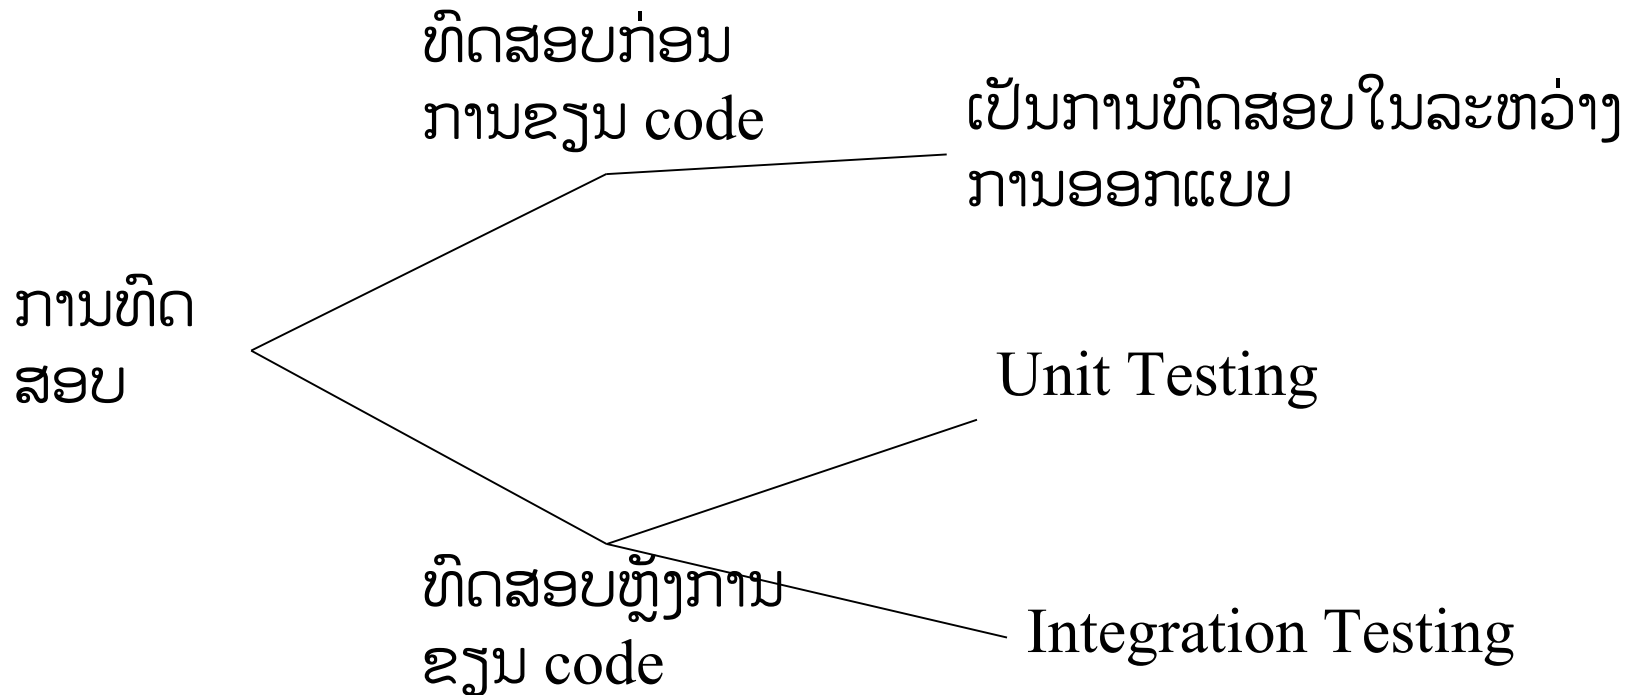 ທົດສອບກ່ອນ
ການຂຽນ code
ເປັນການທົດສອບໃນລະຫວ່າງ
ການອອກແບບ
ການທົດ
ສອບ
Unit Testing
ທົດສອບຫຼັງການ
ຂຽນ code
Integration Testing